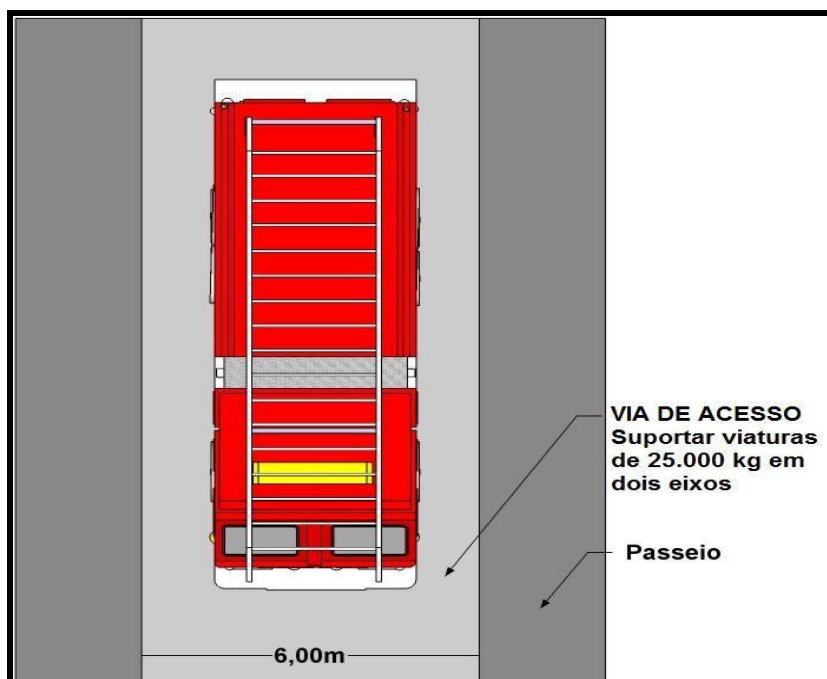 VIA DE ACESSO
Suportar viaturas
de 25.000 kg em
dois eixos
Passeio
6,00m